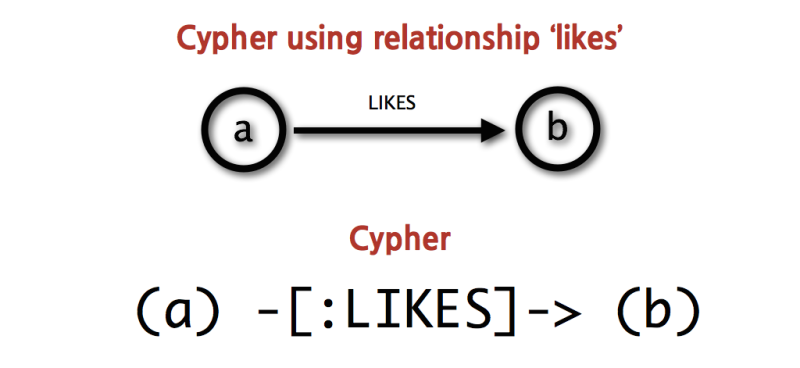 Cypher using relationship ‘likes’
LIKES
a
b
Cypher
(a) -[:LIKES]-> (b)